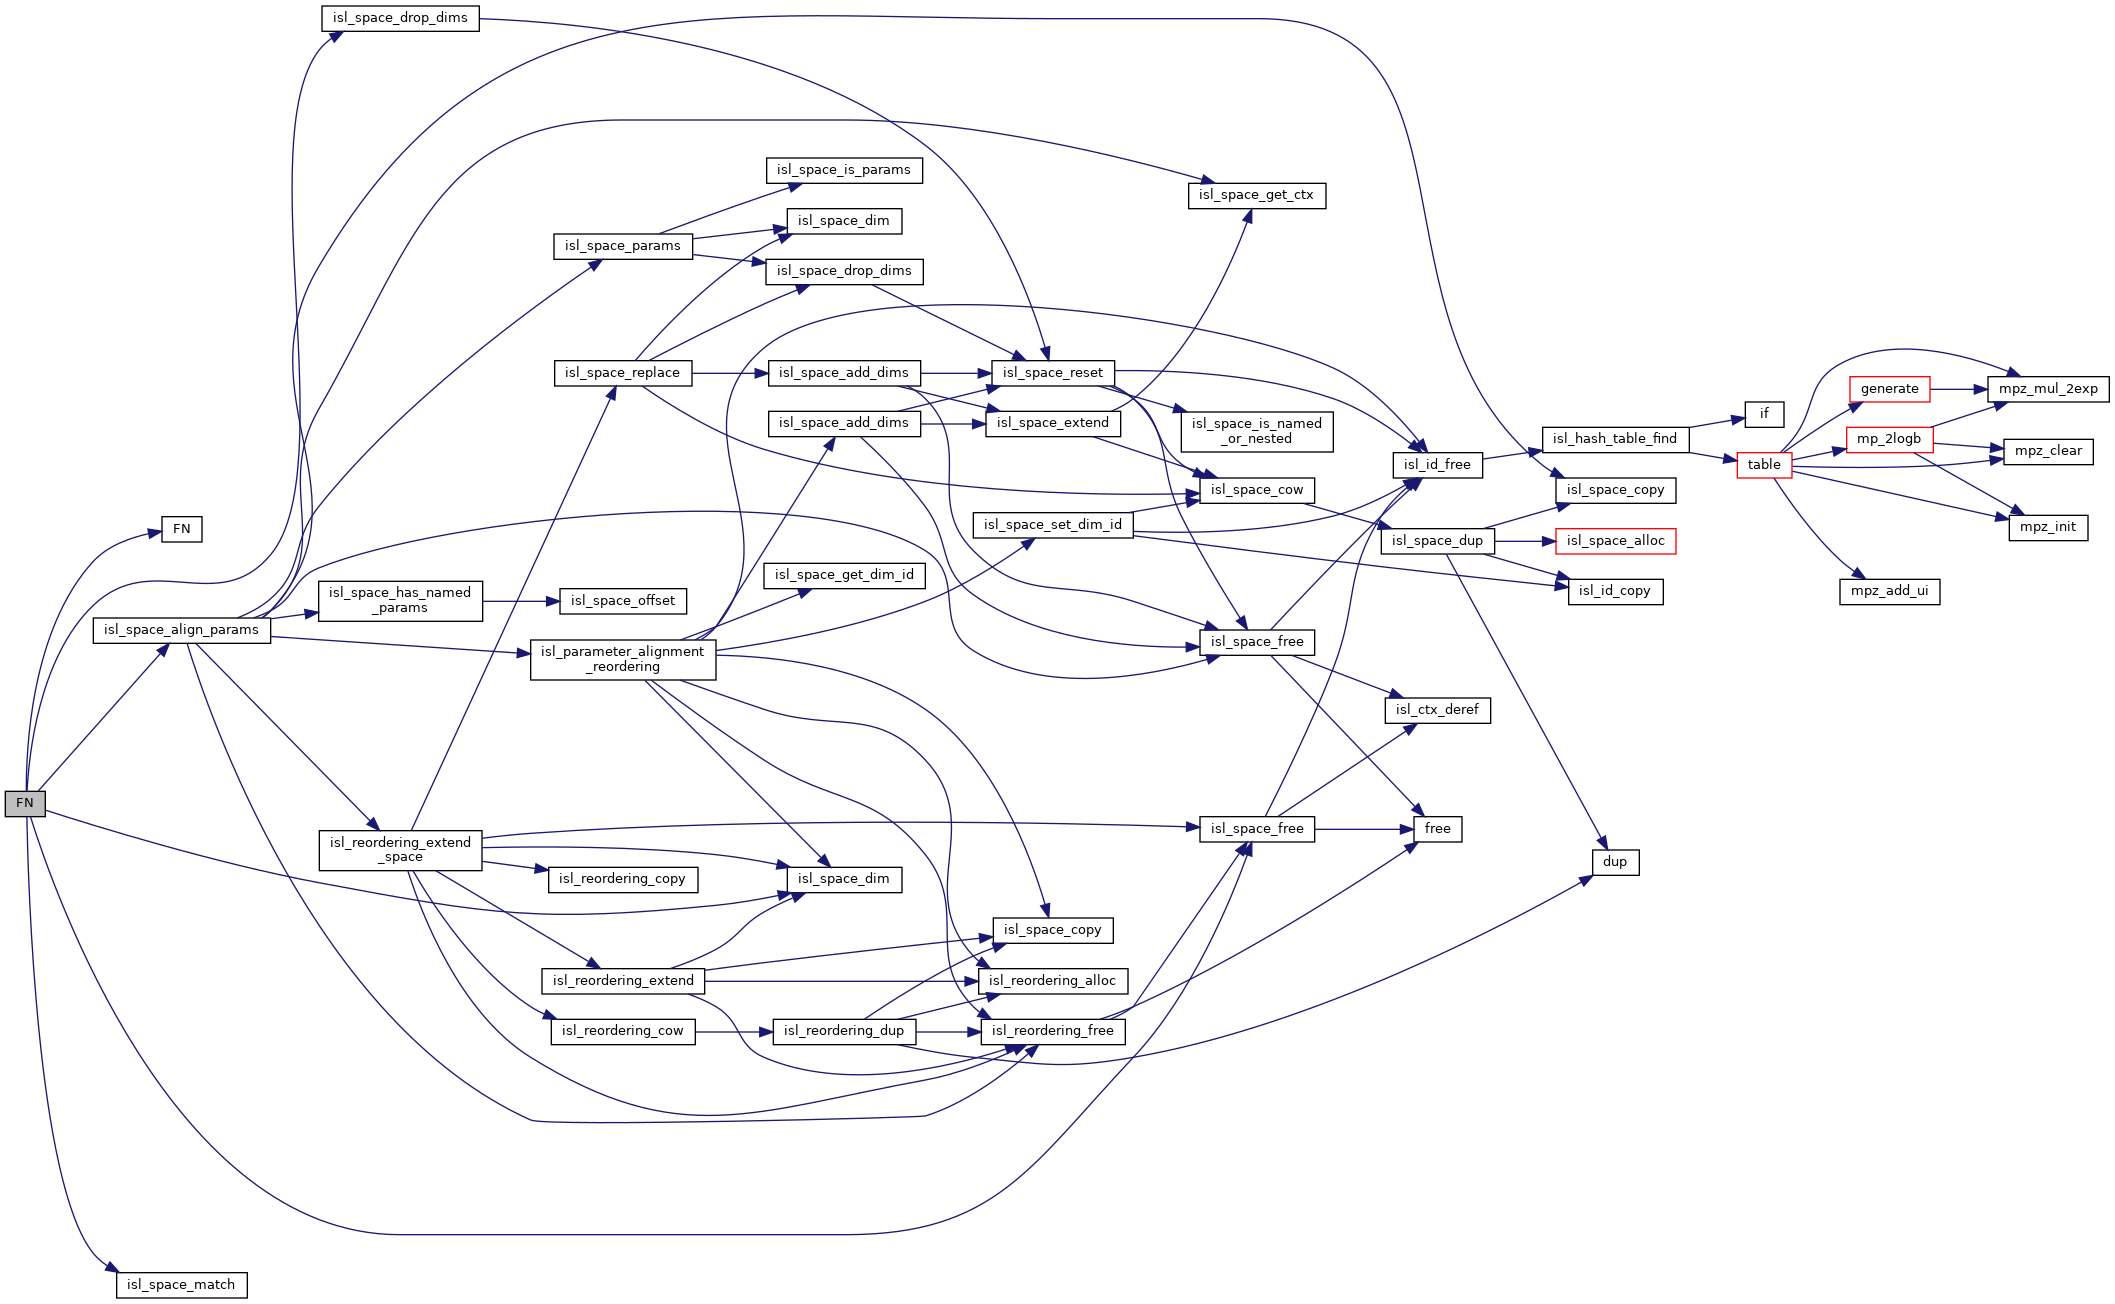 isl_space_drop_dims
isl_space_is_params
isl_space_get_ctx
isl_space_dim
isl_space_params
isl_space_drop_dims
isl_space_replace
isl_space_add_dims
isl_space_reset
generate
mpz_mul_2exp
if
isl_space_add_dims
isl_space_extend
isl_space_is_named
_or_nested
isl_hash_table_find
mp_2logb
mpz_clear
isl_id_free
table
isl_space_cow
isl_space_copy
FN
isl_space_set_dim_id
mpz_init
isl_space_dup
isl_space_alloc
isl_space_get_dim_id
isl_id_copy
mpz_add_ui
isl_space_has_named
_params
isl_space_offset
isl_space_align_params
isl_parameter_alignment
_reordering
isl_space_free
isl_ctx_deref
FN
isl_space_free
free
isl_reordering_extend
_space
dup
isl_reordering_copy
isl_space_dim
isl_space_copy
isl_reordering_extend
isl_reordering_alloc
isl_reordering_cow
isl_reordering_dup
isl_reordering_free
isl_space_match